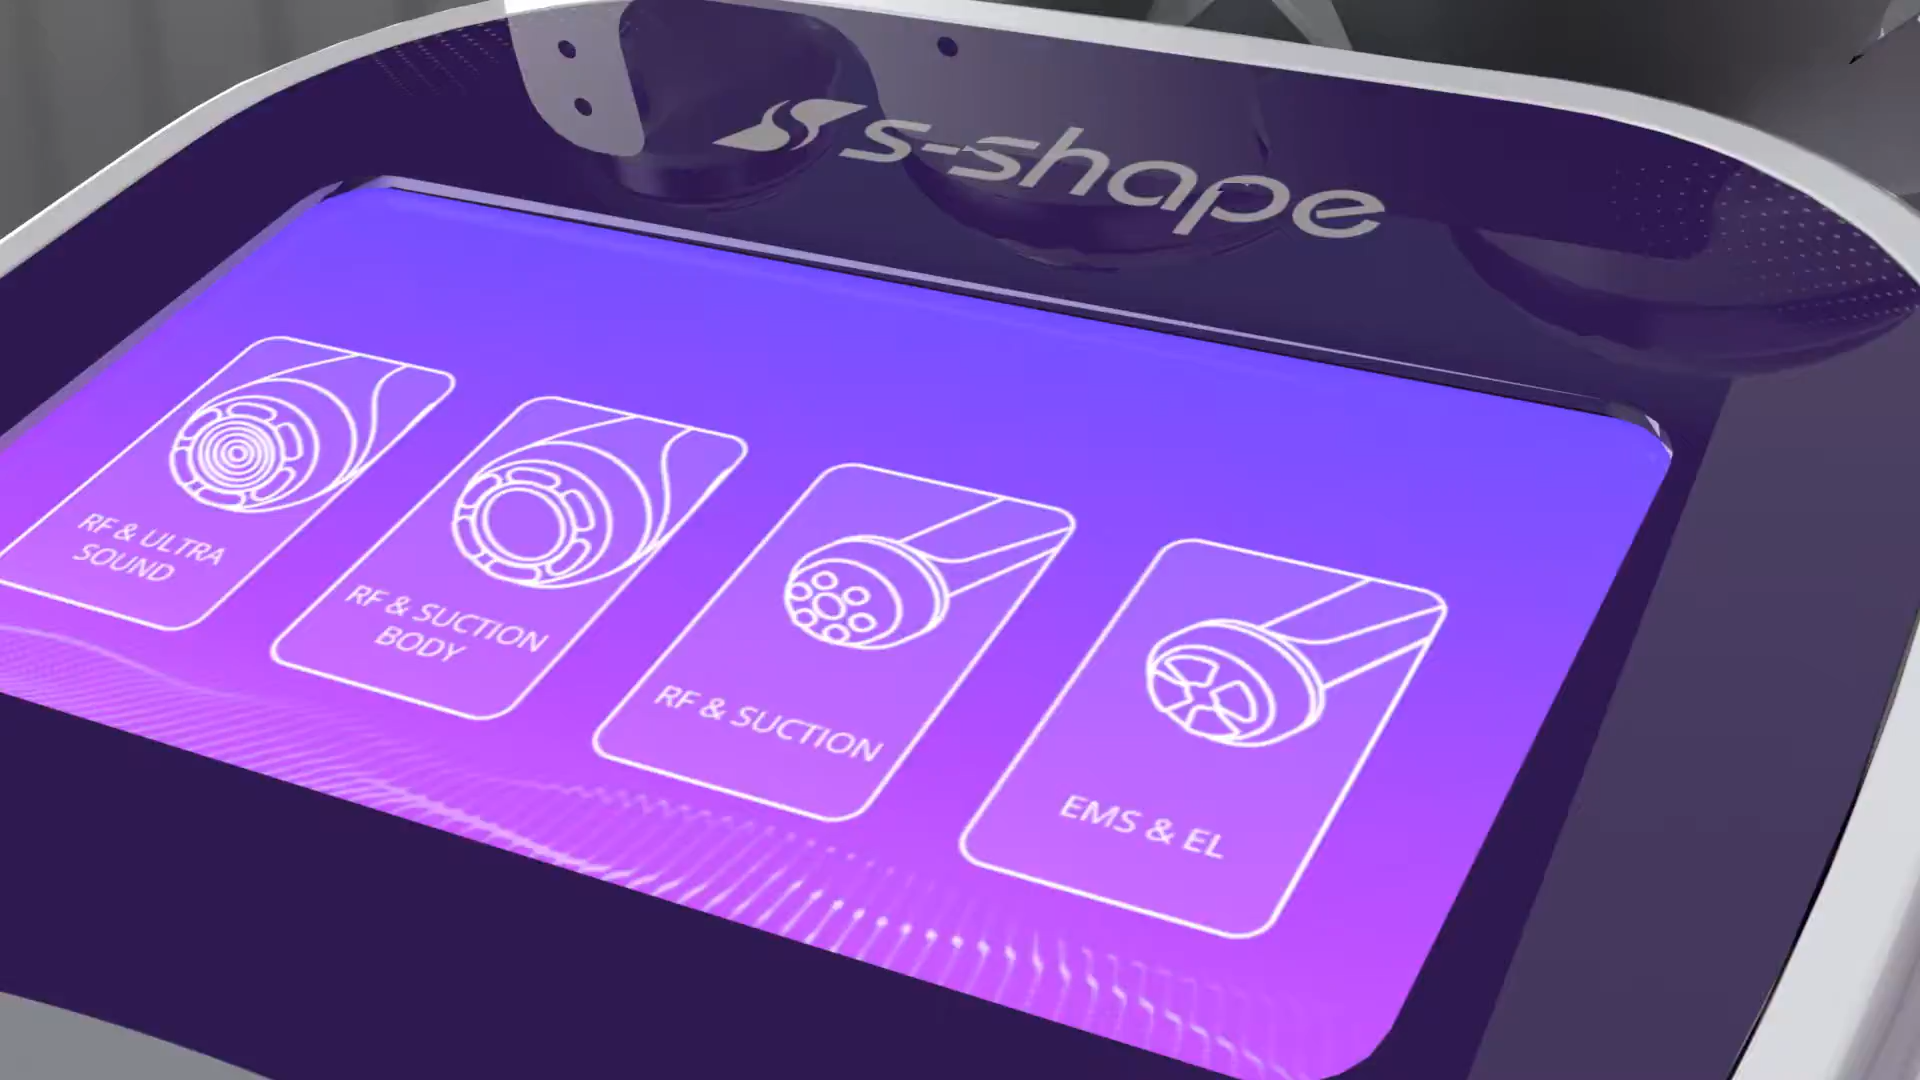 s-shape
RF & ULTRA
SOUND
RF & SUCTION
BODY
RF & SUCTION
EMS & EL